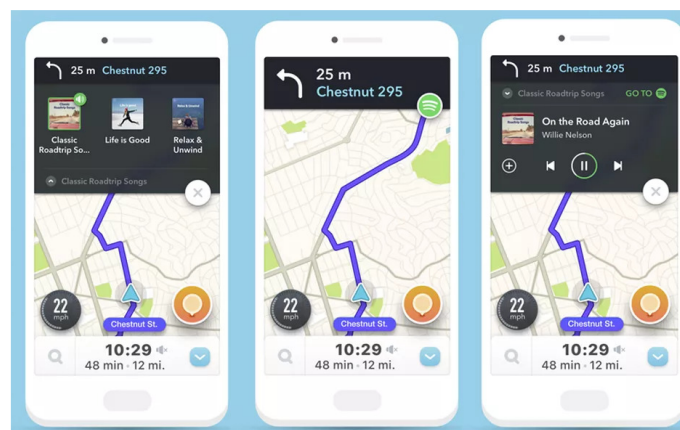 25 m Chestnut 295
Classic
Roadtrip So...
Life is Good
Relax &
Unwind
Classic Roadtrip Songs
22
mph
Chestnut St.
10:29
48 min · 12 mi.
25 m
Chestnut 295
22
mph
Chestnut St.
10:29
48 min · 12 mi.
25 m Chestnut 295
Classic Roadtrip Songs GO TO
On the Road Again
Willie Nelson
22
mph
Chestnut St.
10:29
48 min · 12 mi.